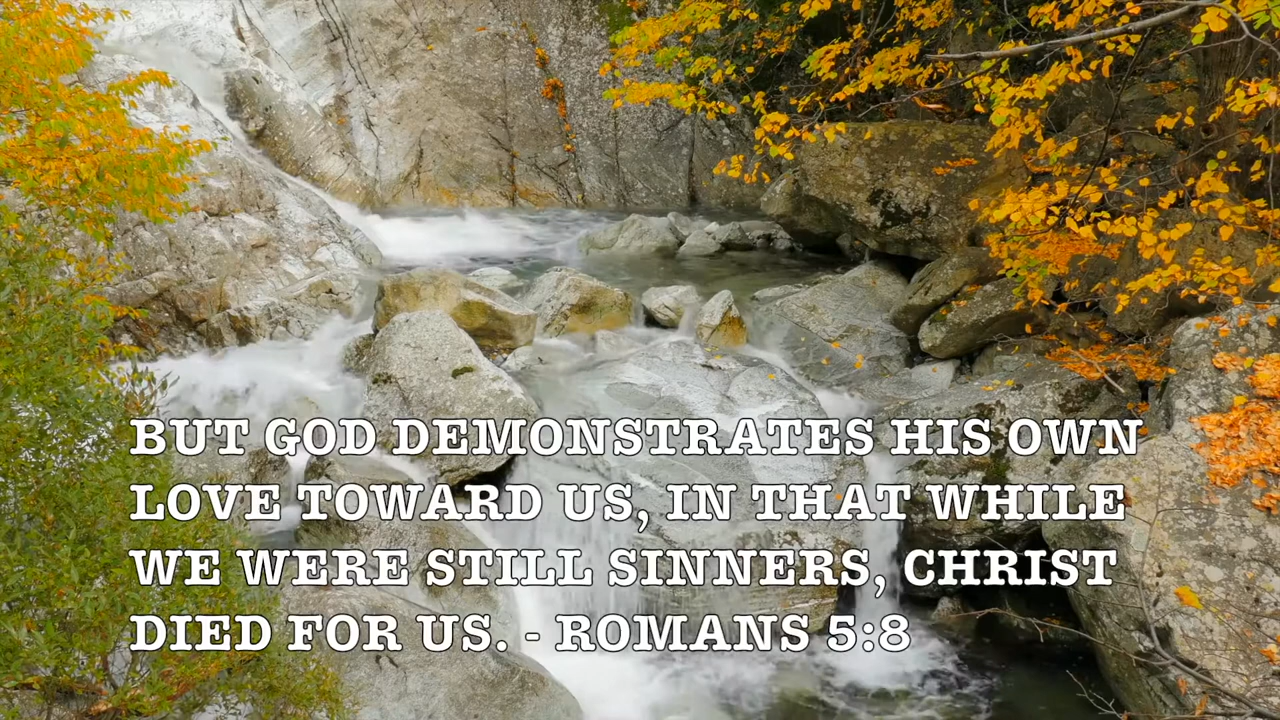 BUT GOD DEMONSTRATES HIS OWN
LOVE TOWARD US, IN THAT WHILE
WE WERE STILL SINNERS, CHRIST
DIED FOR US. - ROMANS 5:8